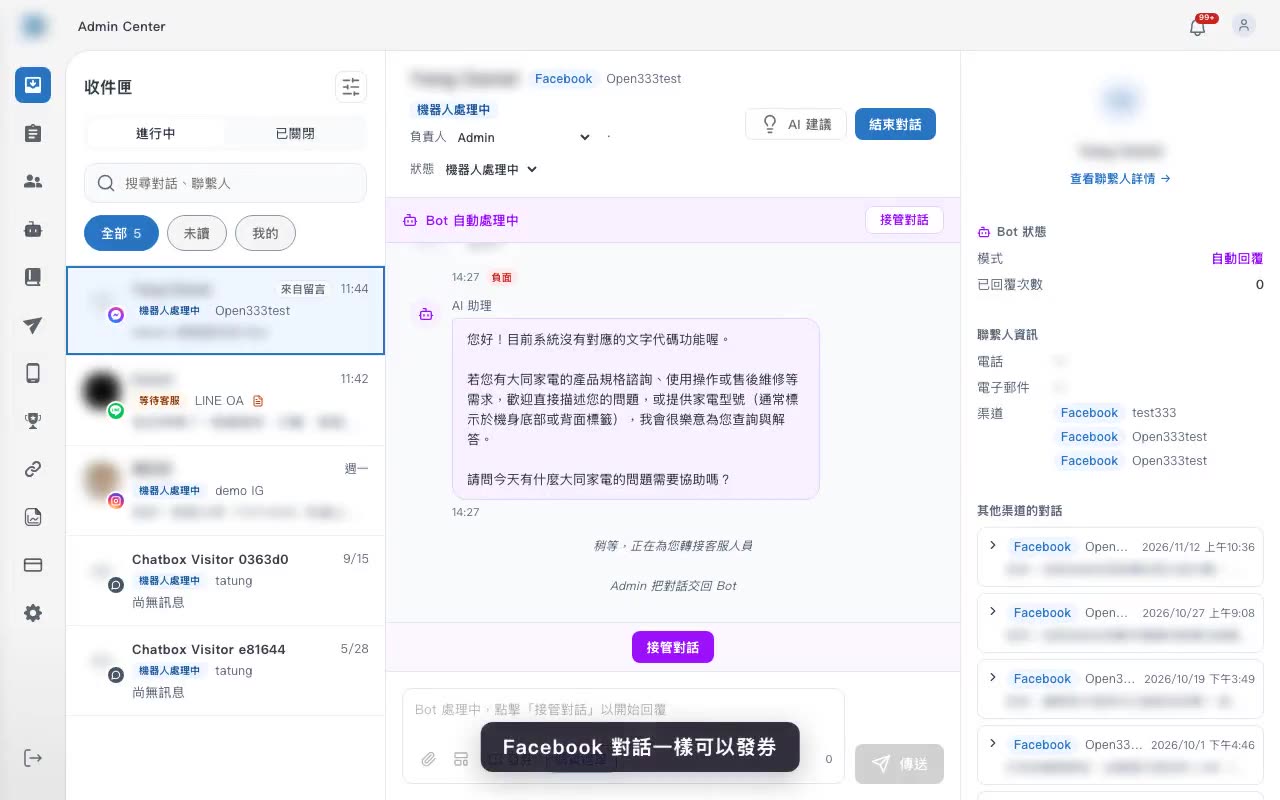 Admin Center
99+
收件匣
進行中
已關閉
搜尋對話、聯繫人
全部 5
未讀
我的
來自留言 11:44
機器人處理中 Open333test
11:42
等待客服 LINE OA
週一
機器人處理中 demo IG
Chatbox Visitor 0363d0 9/15
機器人處理中 tatung
尚無訊息
Chatbox Visitor e81644 5/28
機器人處理中 tatung
尚無訊息
Facebook Open333test
機器人處理中
負責人 Admin
狀態 機器人處理中
AI 建議
結束對話
Bot 自動處理中
接管對話
14:27 負面
AI 助理
您好！目前系統沒有對應的文字代碼功能喔。
若您有大同家電的產品規格諮詢、使用操作或售後維修等
需求，歡迎直接描述您的問題，或提供家電型號（通常標
示於機身底部或背面標籤），我會很樂意為您查詢與解
答。
請問今天有什麼大同家電的問題需要協助嗎？
14:27
稍等，正在為您轉接客服人員
Admin 把對話交回 Bot
接管對話
Bot 處理中，點擊「接管對話」以開始回覆
Facebook 對話一樣可以發券
0
傳送
查看聯繫人詳情 →
Bot 狀態
模式 自動回覆
已回覆次數 0
聯繫人資訊
電話
電子郵件
渠道 Facebook test333
Facebook Open333test
Facebook Open333test
其他渠道的對話
Facebook Open... 2026/11/12 上午10:36
Facebook Open... 2026/10/27 上午9:08
Facebook Open3... 2026/10/19 下午3:49
Facebook Open33... 2026/10/1 下午4:46